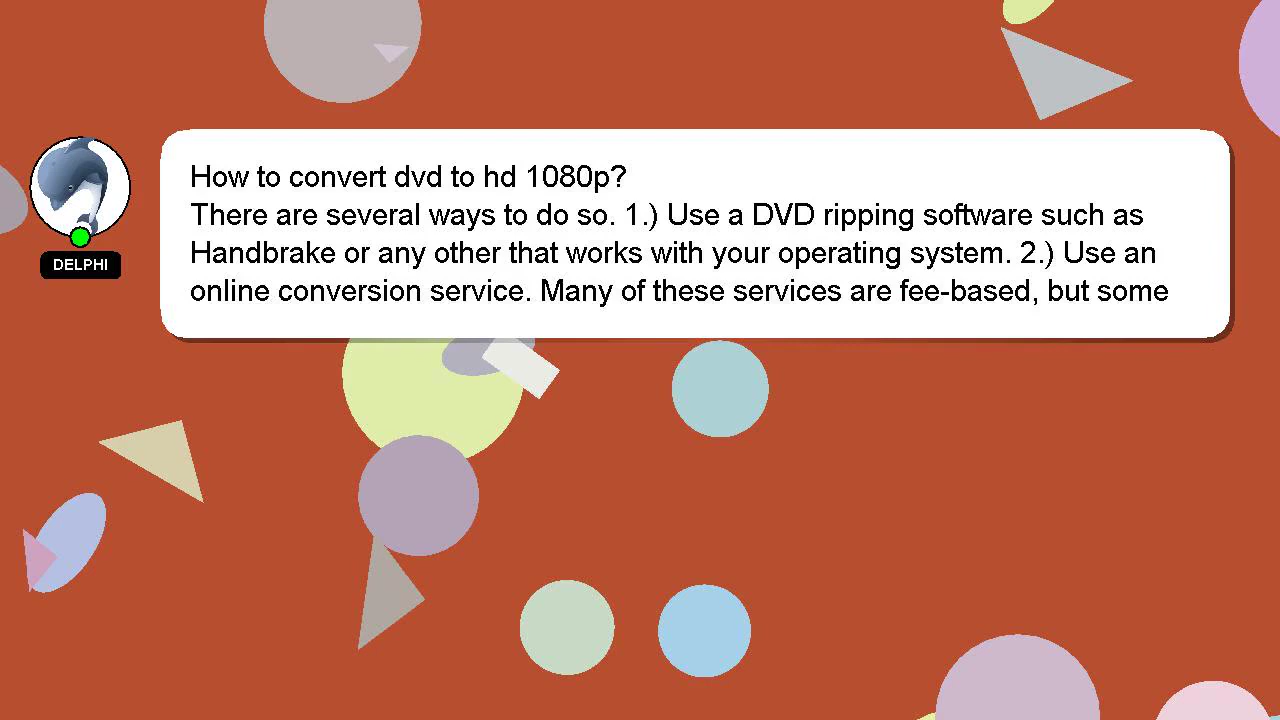 How to convert dvd to hd 1080p?
There are several ways to do so. 1.) Use a DVD ripping software such as
Handbrake or any other that works with your operating system. 2.) Use an
online conversion service. Many of these services are fee-based, but some
DELPHI